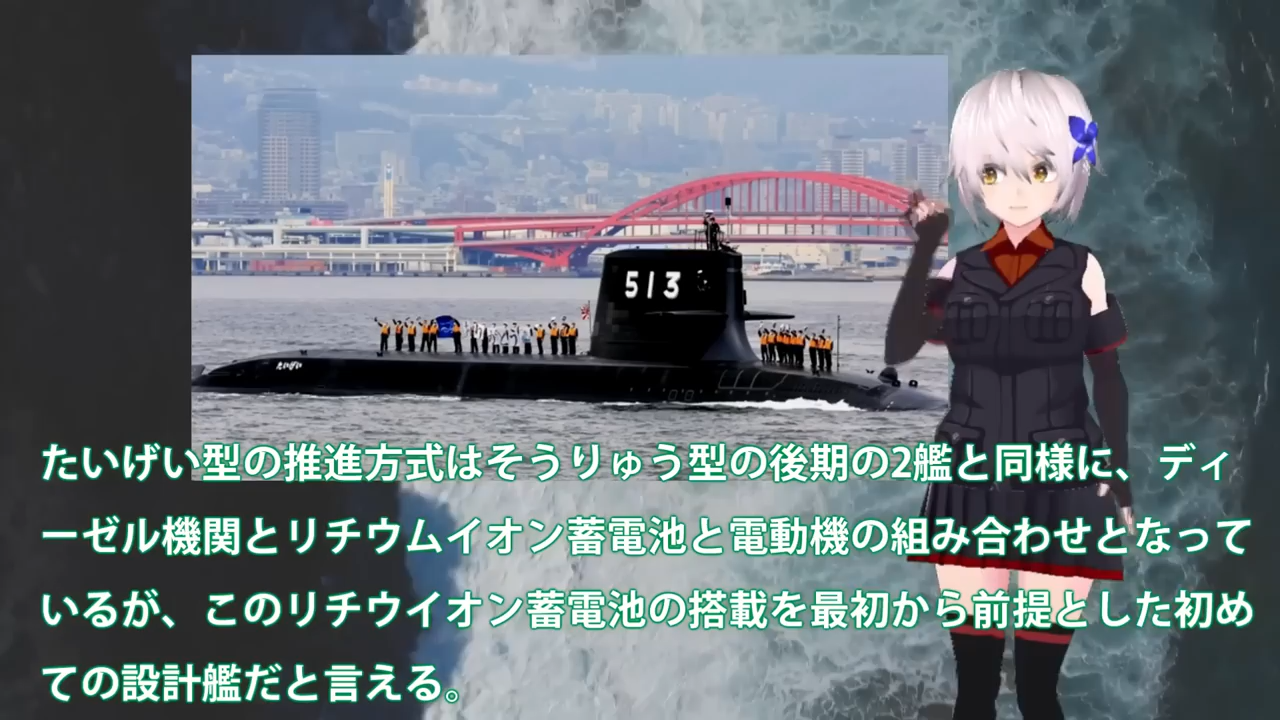 513
たいげい
たいげい型の推進方式はそうりゅう型の後期の2艦と同様に、ディ
ーゼル機関とリチウムイオン蓄電池と電動機の組み合わせとなって
いるが、このリチウイオン蓄電池の搭載を最初から前提とした初め
ての設計艦だと言える。